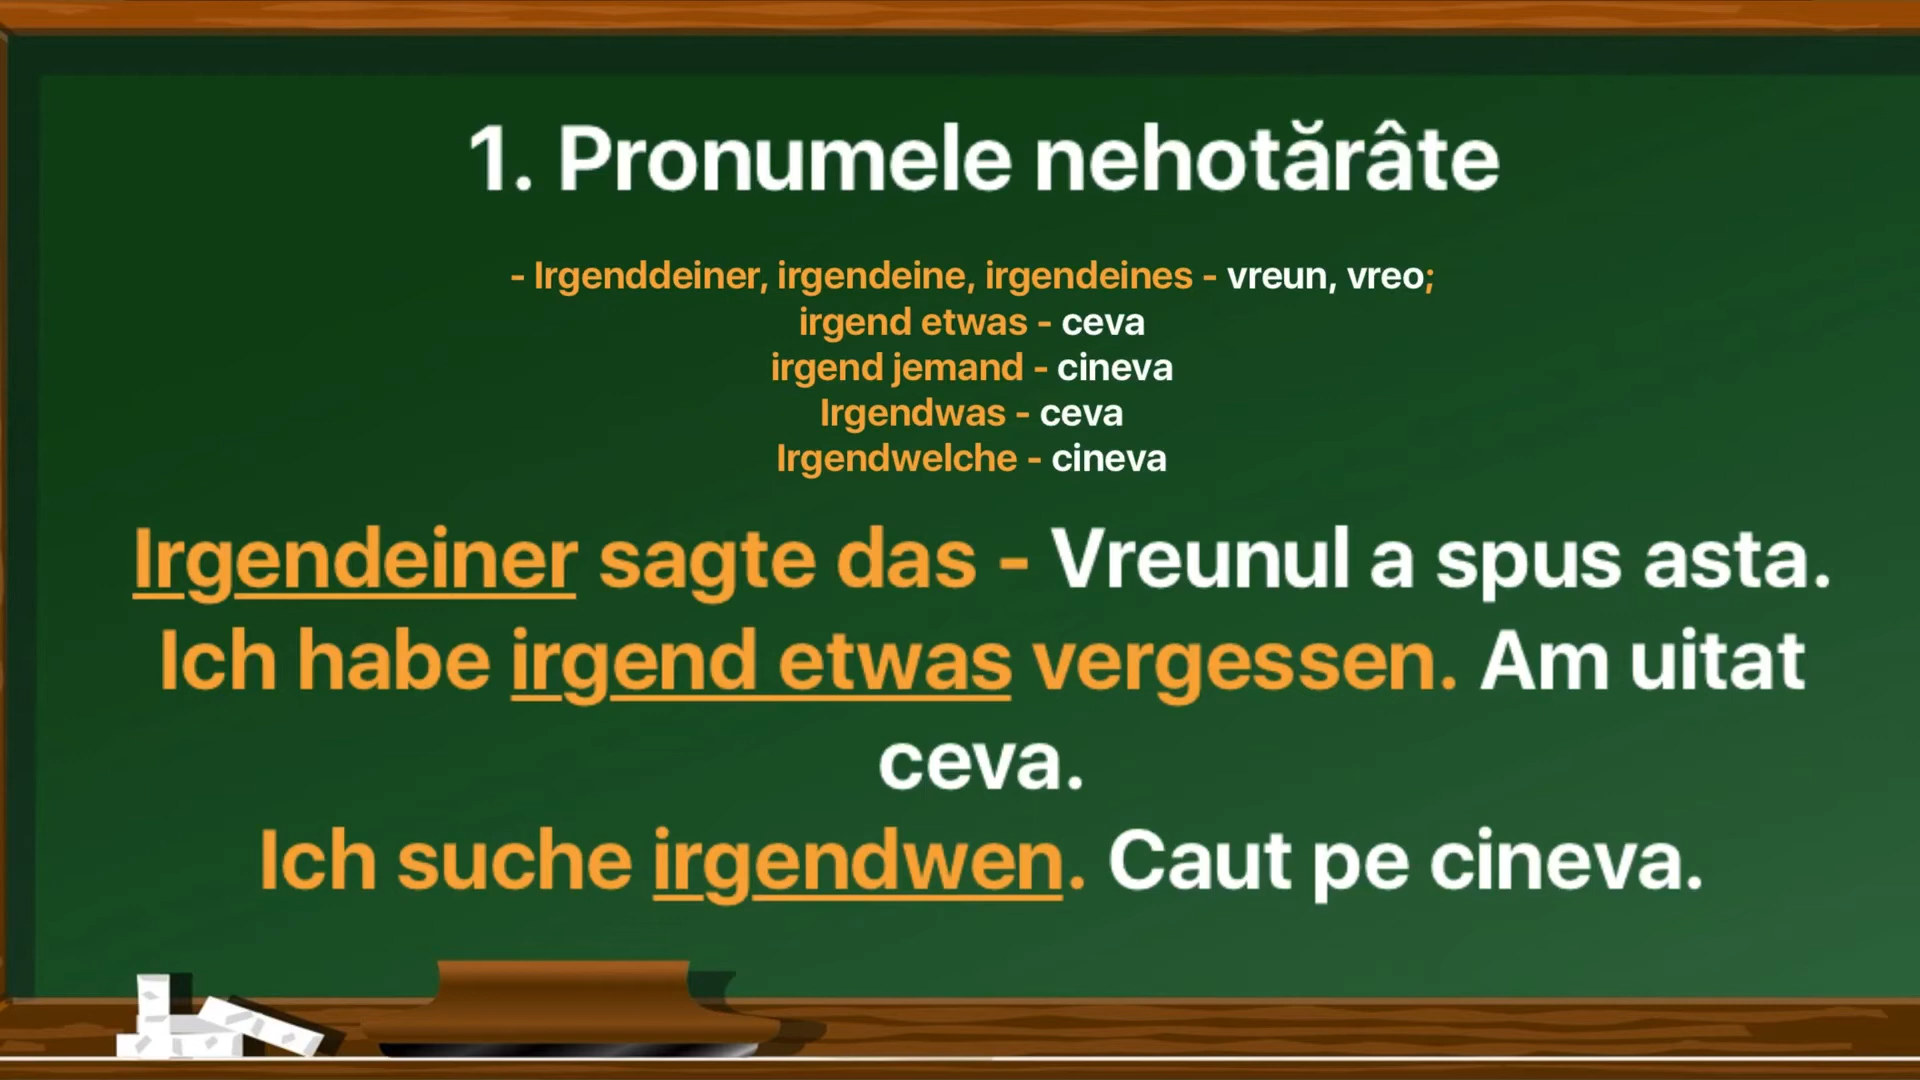 1. Pronumele nehotărâte
- Irgenddeiner, irgendeine, irgendeines - vreun, vreo;
irgend etwas - ceva
irgend jemand - cineva
Irgendwas - ceva
Irgendwelche - cineva
Irgendeiner sagte das - Vreunul a spus asta.
Ich habe irgend etwas vergessen. Am uitat
ceva.
Ich suche irgendwen. Caut pe cineva.